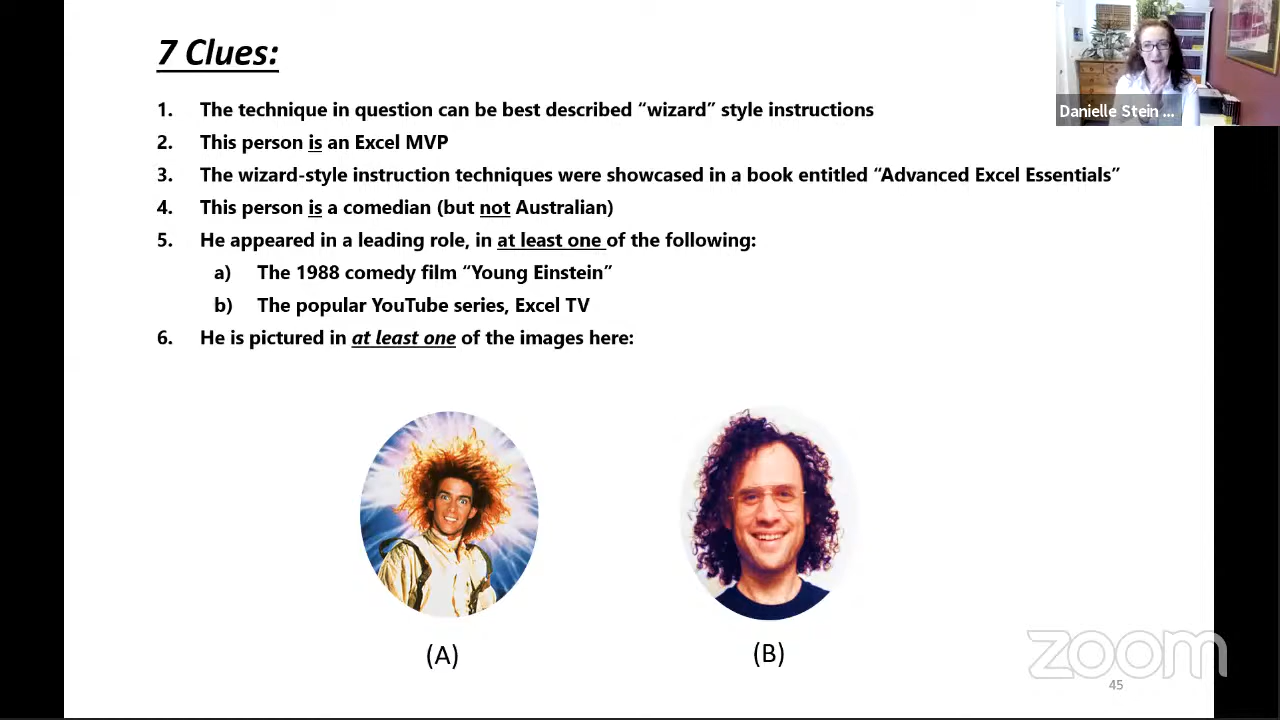 7 Clues:
1. The technique in question can be best described “wizard” style instructions
2. This person is an Excel MVP
3. The wizard-style instruction techniques were showcased in a book entitled “Advanced Excel Essentials”
4. This person is a comedian (but not Australian)
5. He appeared in a leading role, in at least one of the following:
a) The 1988 comedy film “Young Einstein”
b) The popular YouTube series, Excel TV
6. He is pictured in at least one of the images here:
(A)
(B)
Danielle Stein ...
zoom
45